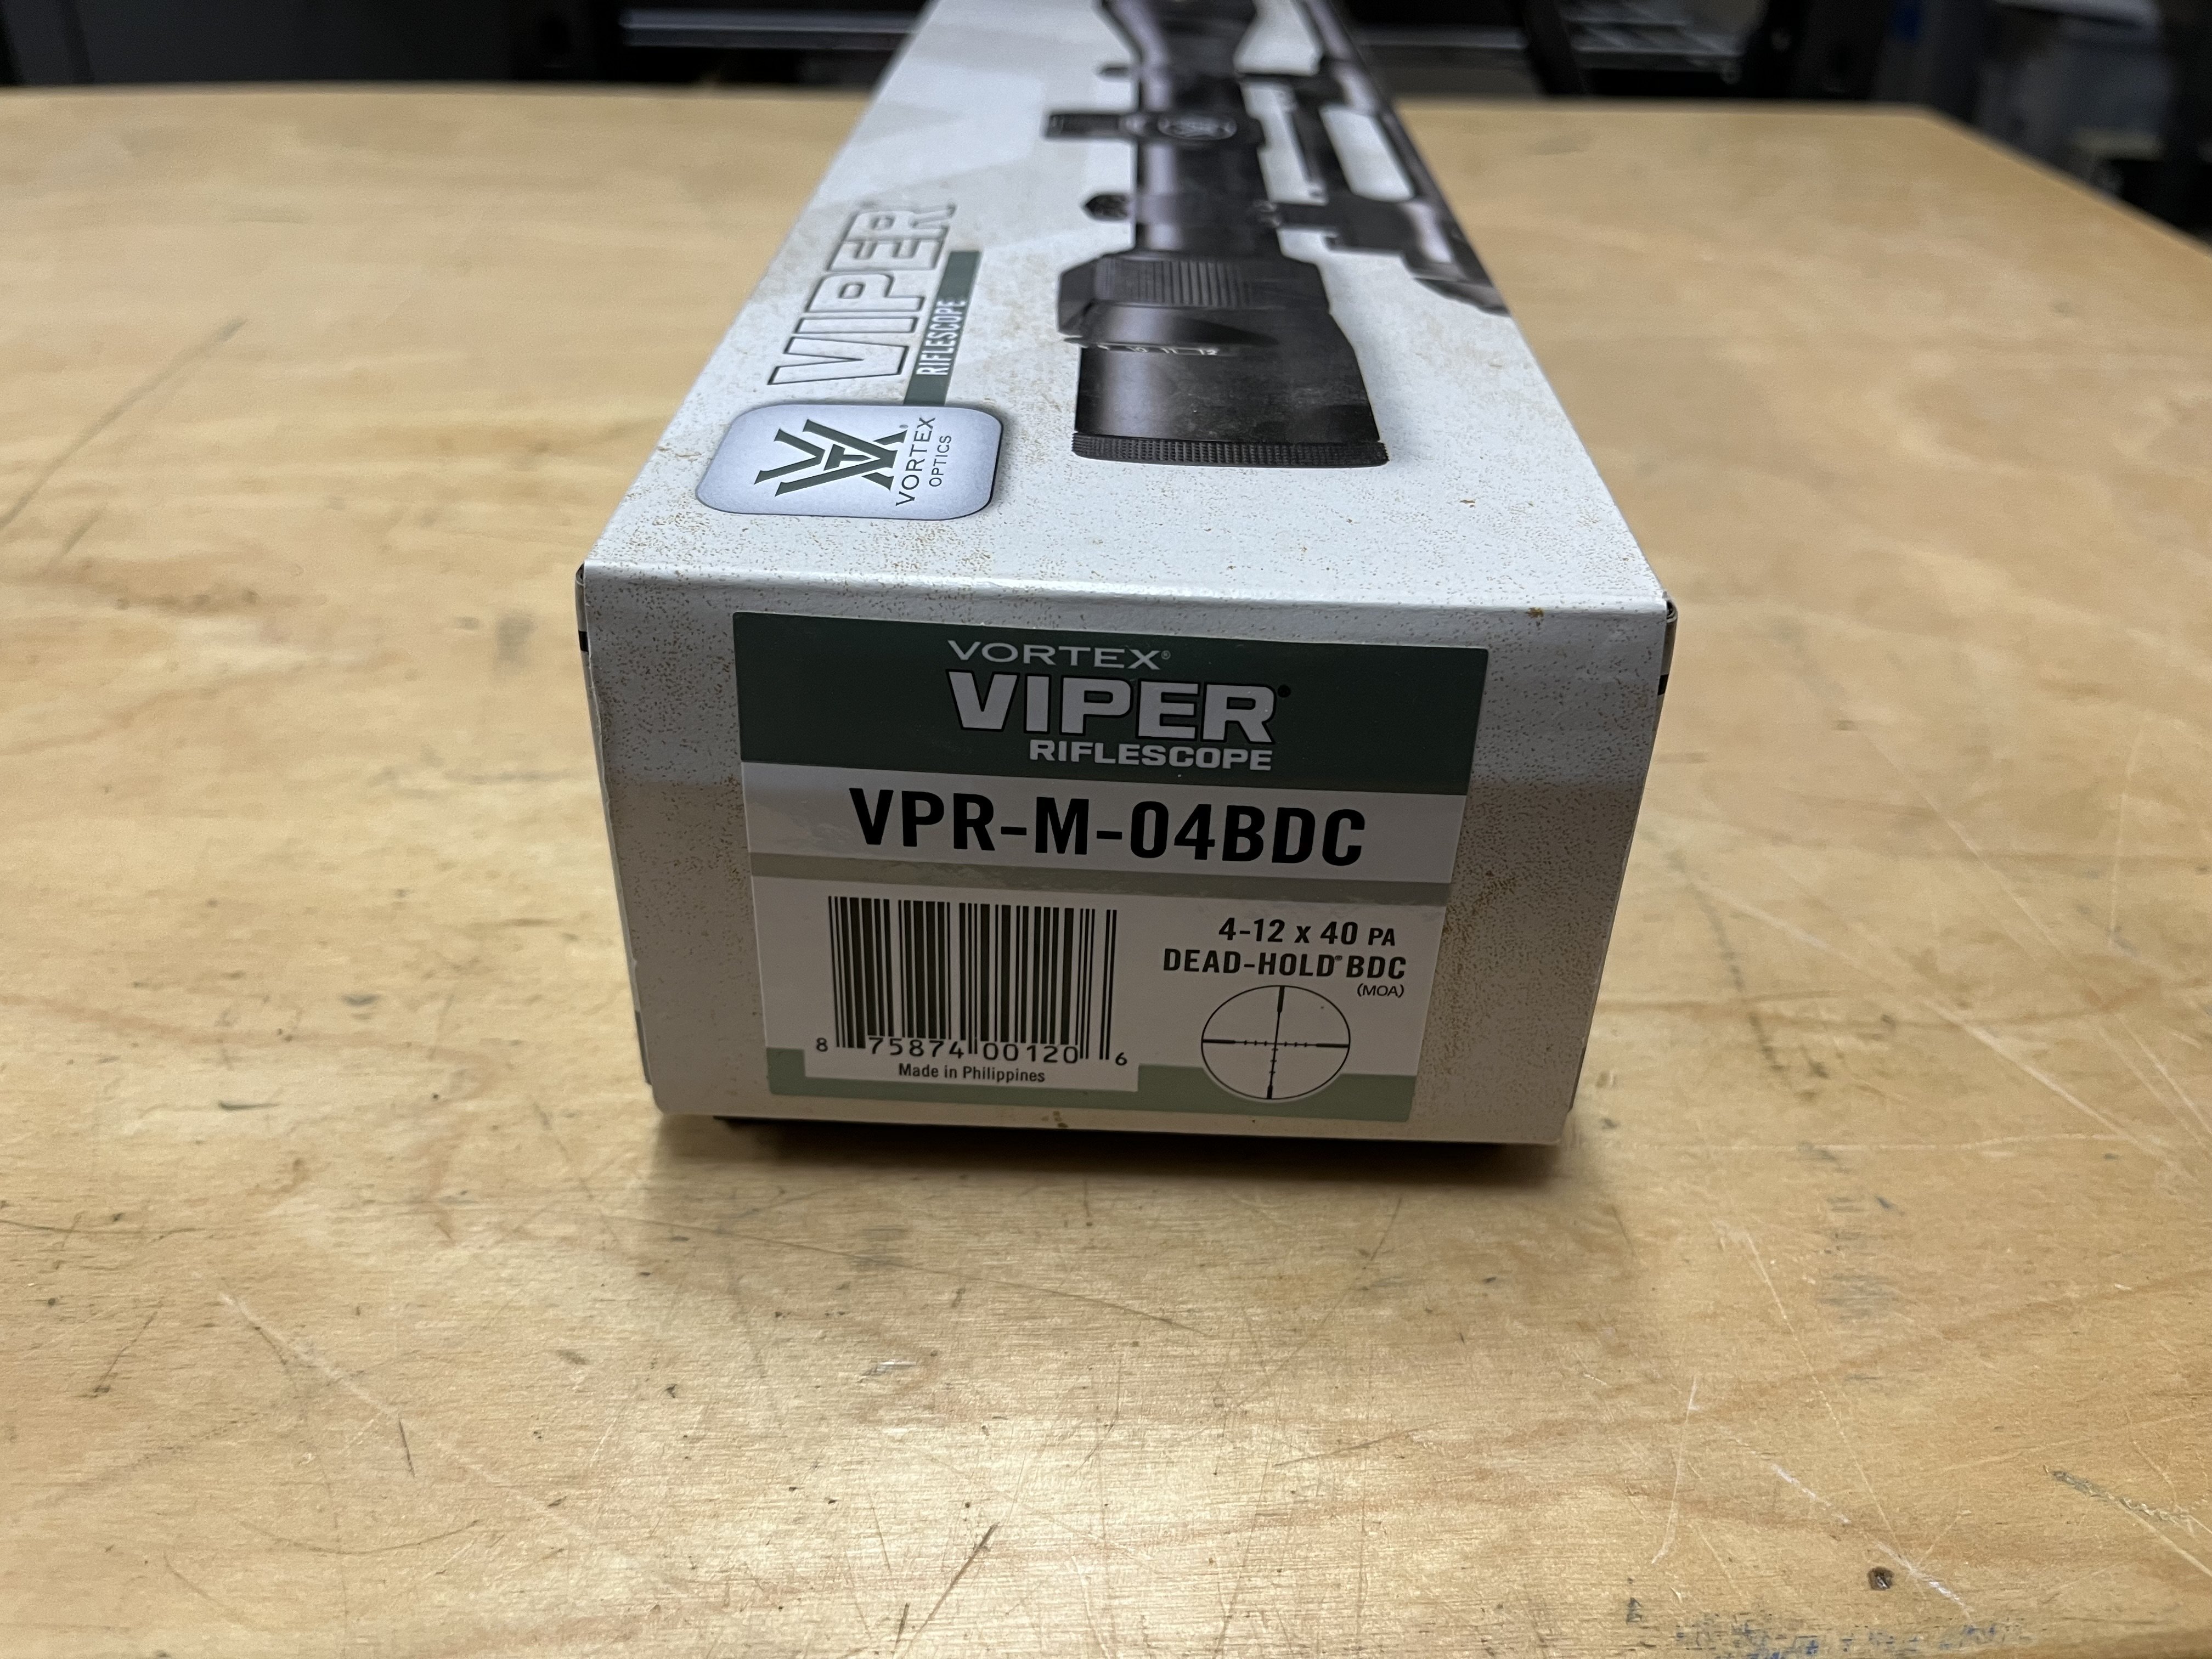 VIPER
RIFLESCOPE
VORTEX®
OPTICS
VORTEX®
VIPER®
RIFLESCOPE
VPR-M-04BDC
4-12 x 40 PA
DEAD-HOLD® BDC
(MOA)
8 75874 00120 6
Made in Philippines